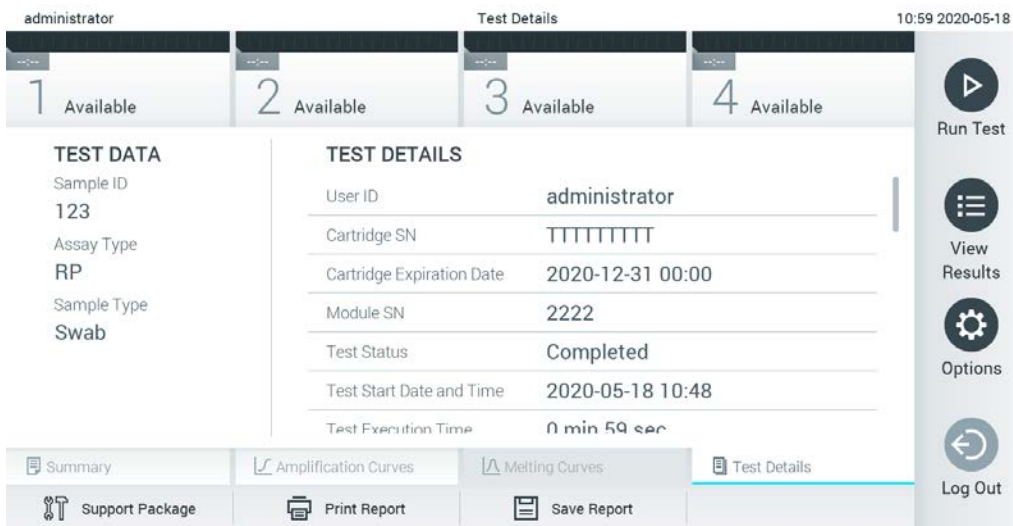 administrator Test Details 10:59 2020-05-18
--:-- --:-- --:-- --:--
1 Available 2 Available 3 Available 4 Available
Run Test
View
Results
Options
Log Out
TEST DATA
Sample ID
123
Assay Type
RP
Sample Type
Swab
TEST DETAILS
User ID administrator
Cartridge SN TTTTTTTTT
Cartridge Expiration Date 2020-12-31 00:00
Module SN 2222
Test Status Completed
Test Start Date and Time 2020-05-18 10:48
Test Execution Time 0 min 59 sec
Summary Amplification Curves Melting Curves Test Details
Support Package Print Report Save Report